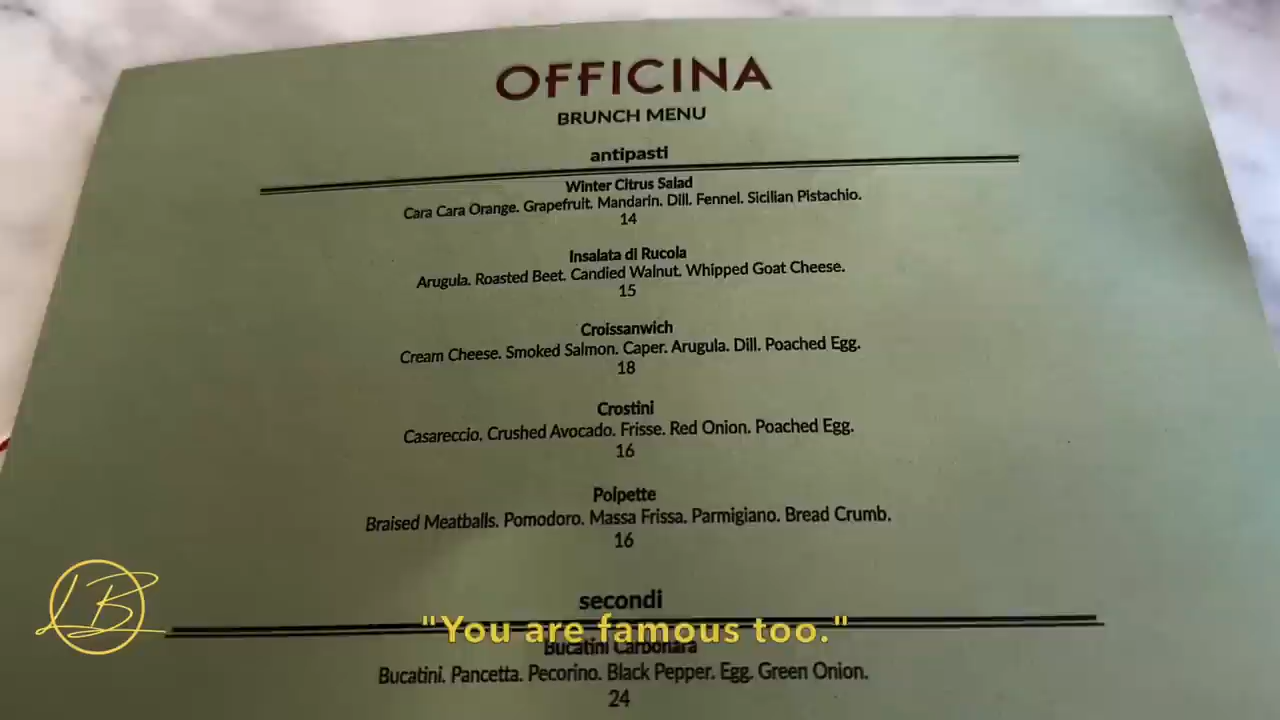 OFFICINA
BRUNCH MENU
antipasti
Winter Citrus Salad
Cara Cara Orange. Grapefruit. Mandarin. Dill. Fennel. Sicilian Pistachio.
14
Insalata di Rucola
Arugula. Roasted Beet. Candied Walnut. Whipped Goat Cheese.
15
Croissanwich
Cream Cheese. Smoked Salmon. Caper. Arugula. Dill. Poached Egg.
18
Crostini
Casareccio. Crushed Avocado. Frisse. Red Onion. Poached Egg.
16
Polpette
Braised Meatballs. Pomodoro. Massa Frissa. Parmigiano. Bread Crumb.
16
secondi
"You are famous too."
Bucatini Carbonara
Bucatini. Pancetta. Pecorino. Black Pepper. Egg. Green Onion.
24
LB